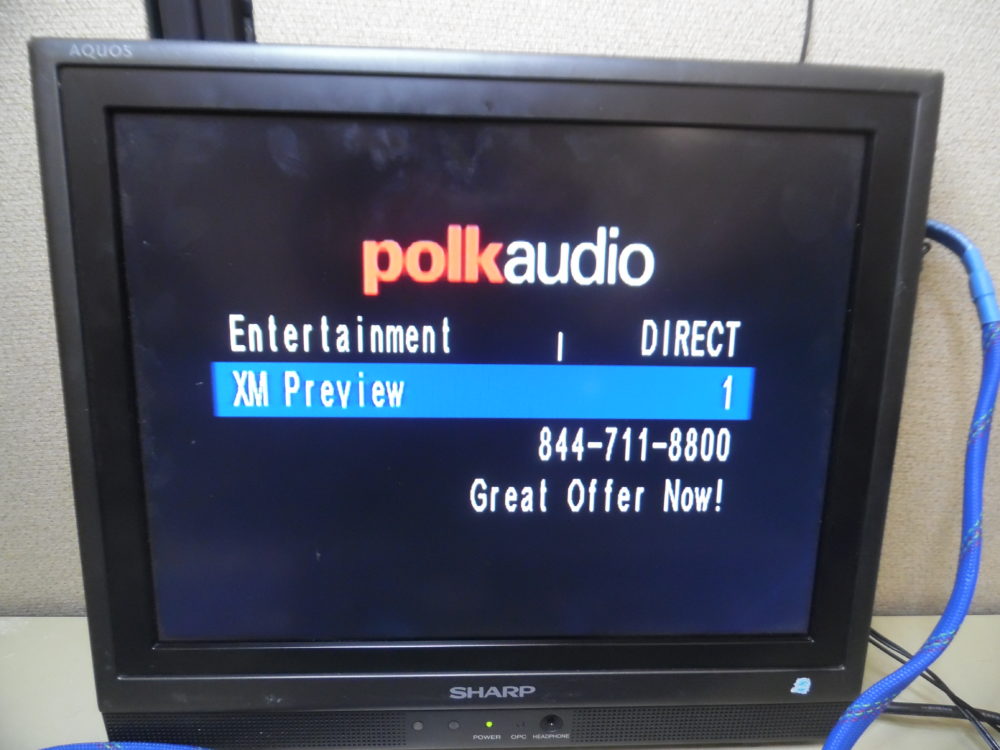 AQUOS
polkaudio
Entertainment | DIRECT
XM Preview 1
844-711-8800
Great Offer Now!
SHARP
POWER OPC HEADPHONE